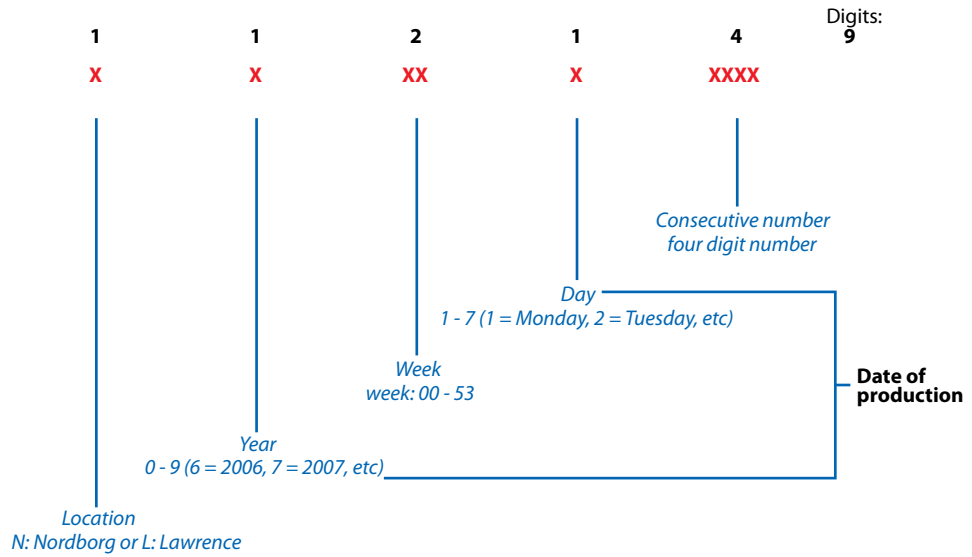 Digits:
1 1 2 1 4 9
X X XX X XXXX
Consecutive number
four digit number
Day
1 - 7 (1 = Monday, 2 = Tuesday, etc)
Week
week: 00 - 53
Date of
production
Year
0 - 9 (6 = 2006, 7 = 2007, etc)
Location
N: Nordborg or L: Lawrence